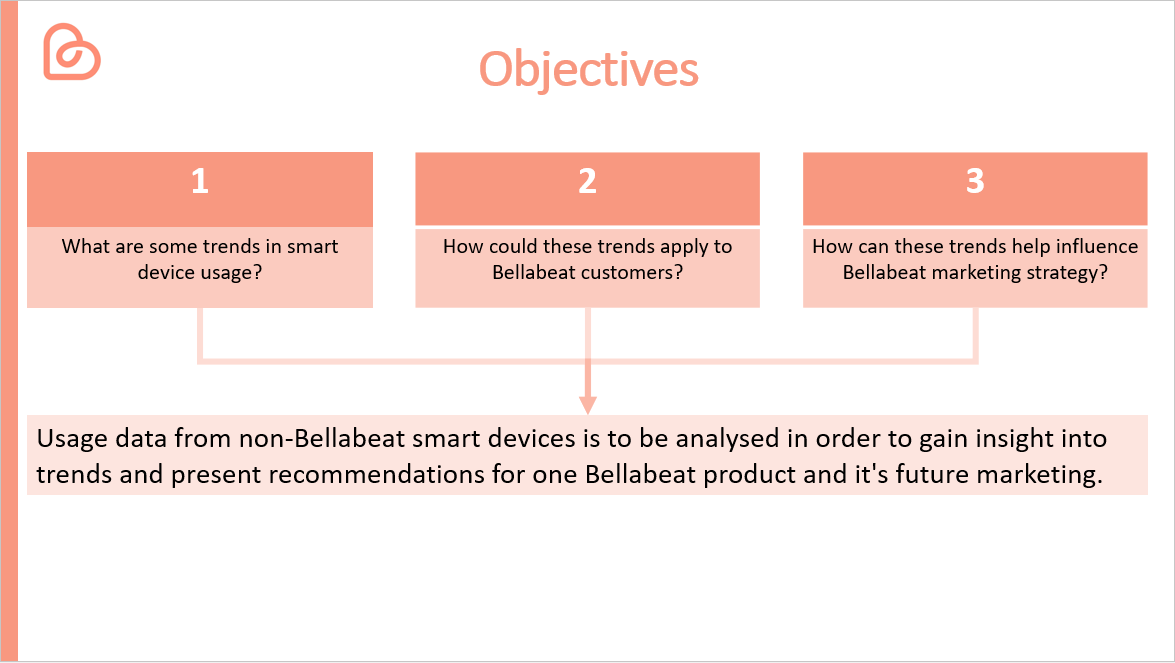 Objectives
1
What are some trends in smart
device usage?
2
How could these trends apply to
Bellabeat customers?
3
How can these trends help influence
Bellabeat marketing strategy?
Usage data from non-Bellabeat smart devices is to be analysed in order to gain insight into
trends and present recommendations for one Bellabeat product and it's future marketing.